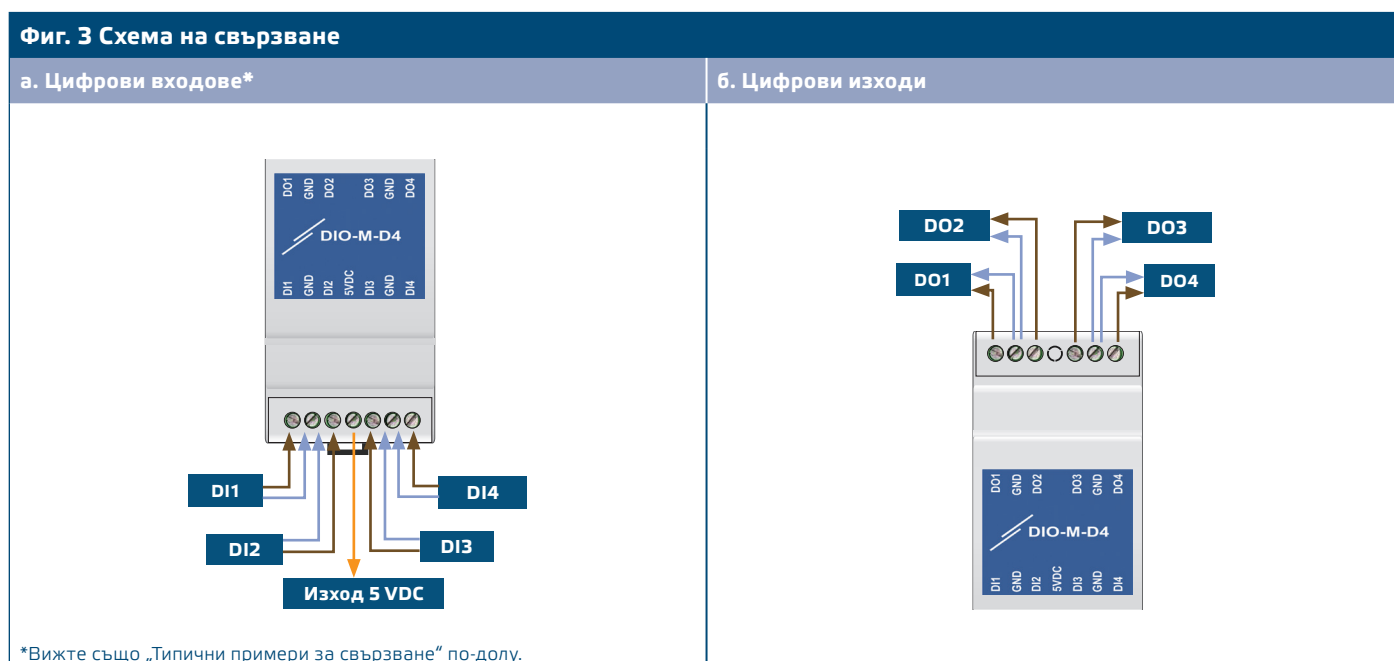 Фиг. 3 Схема на свързване
а. Цифрови входове*
б. Цифрови изходи
DO1 GND DO2 DO3 GND DO4
DIO-M-D4
DI1 GND DI2 5VDC DI3 GND DI4
DI1
DI4
DI2
DI3
Изход 5 VDC
*Вижте също „Типични примери за свързване“ по-долу.
DO2
DO3
DO1
DO4
DO1 GND DO2 DO3 GND DO4
DIO-M-D4
DI1 GND DI2 5VDC DI3 GND DI4